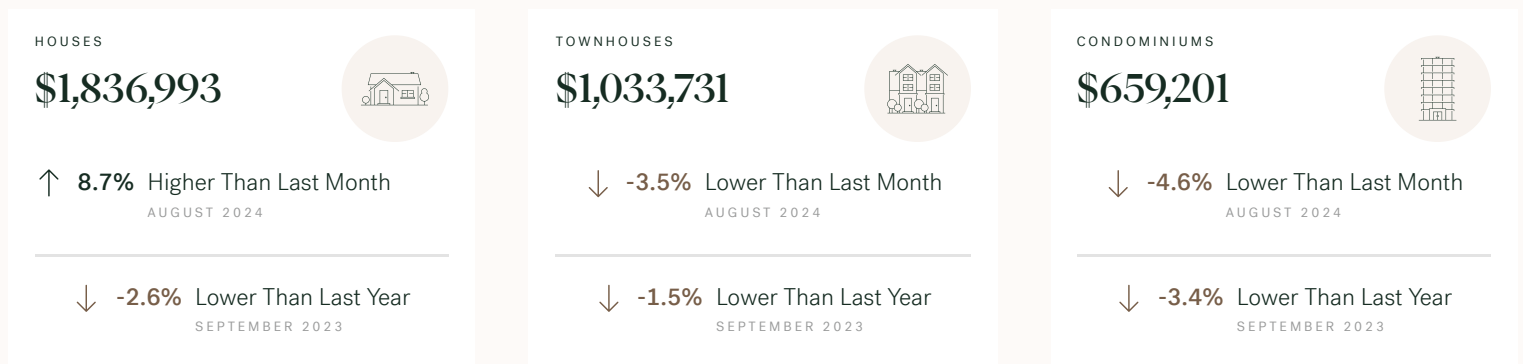 HOUSES
$1,836,993
8.7% Higher Than Last Month
AUGUST 2024
-2.6% Lower Than Last Year
SEPTEMBER 2023
TOWNHOUSES
$1,033,731
-3.5% Lower Than Last Month
AUGUST 2024
-1.5% Lower Than Last Year
SEPTEMBER 2023
CONDOMINIUMS
$659,201
-4.6% Lower Than Last Month
AUGUST 2024
-3.4% Lower Than Last Year
SEPTEMBER 2023